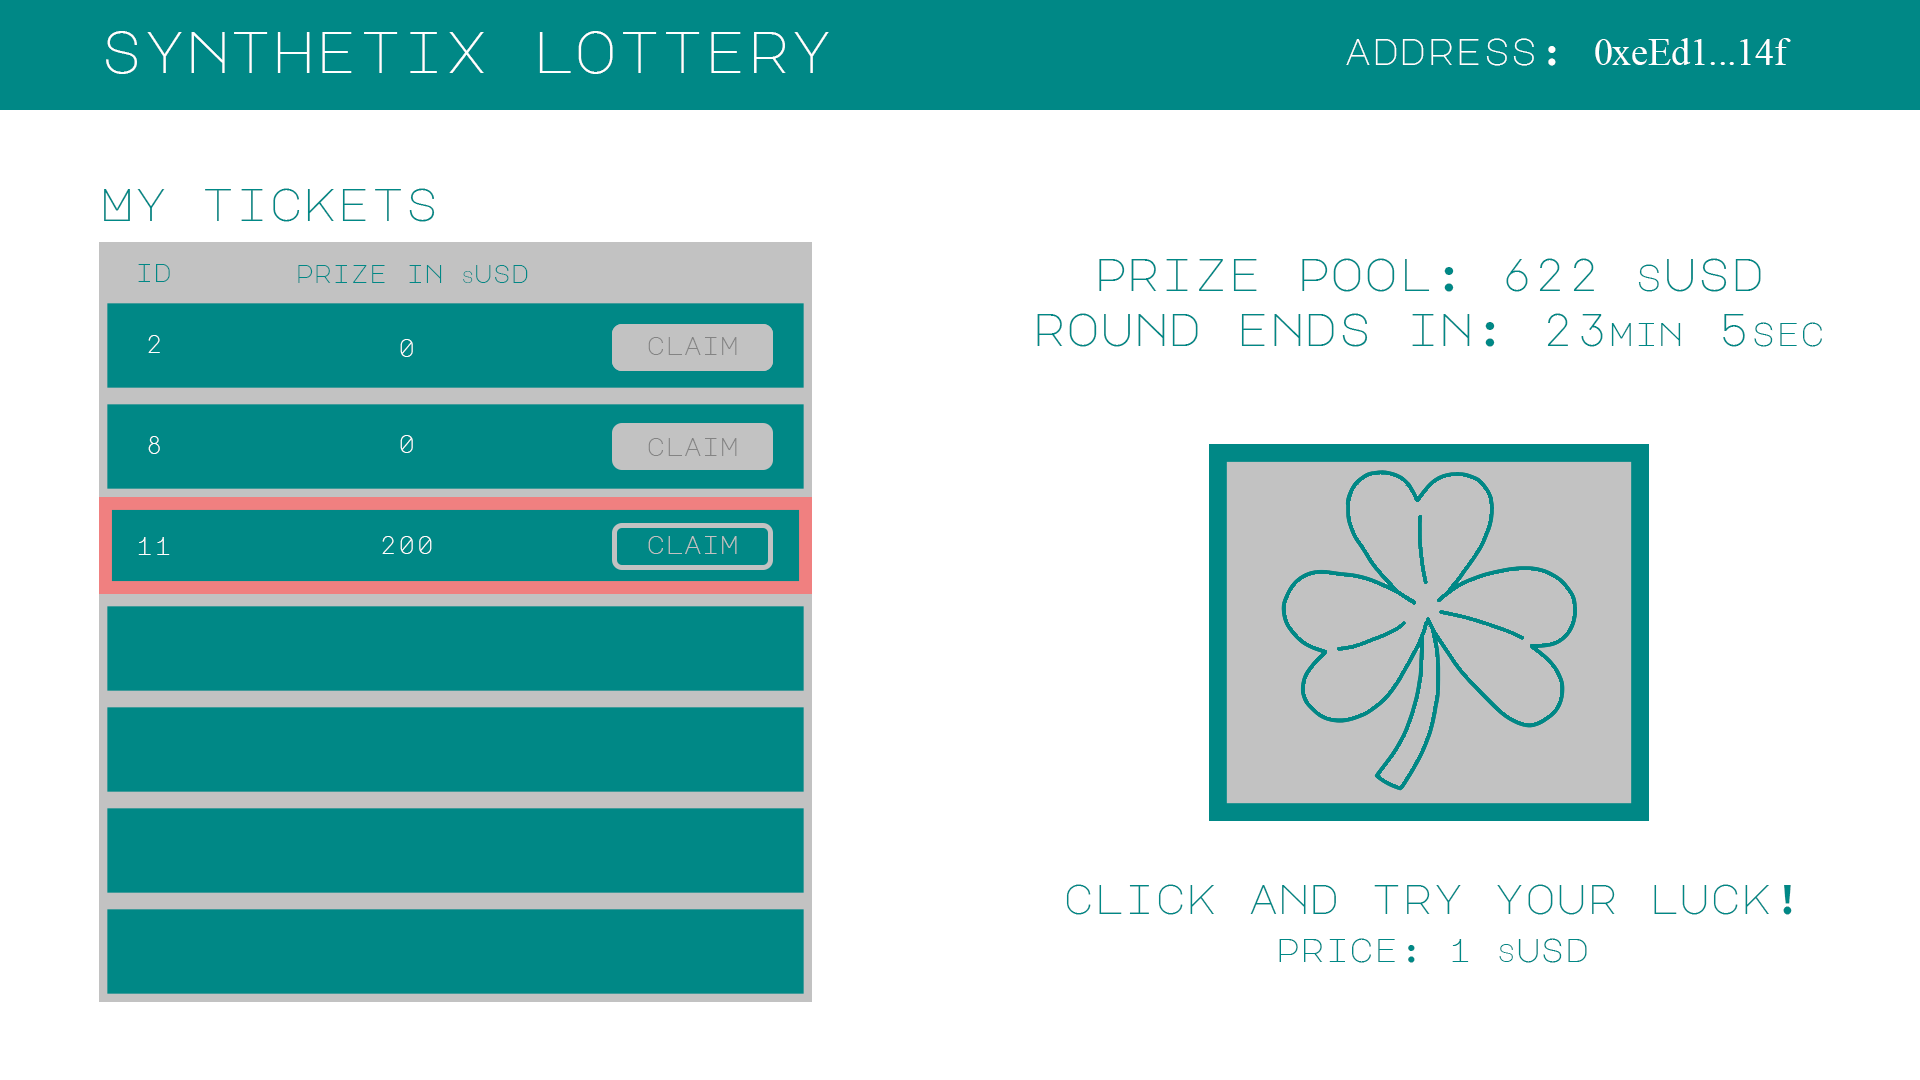 SYNTHETIX LOTTERY
ADDRESS: 0xeEd1...14f
MY TICKETS
ID PRIZE IN sUSD
2 0 CLAIM
8 0 CLAIM
11 200 CLAIM
PRIZE POOL: 622 sUSD
ROUND ENDS IN: 23MIN 5SEC
CLICK AND TRY YOUR LUCK!
PRICE: 1 sUSD